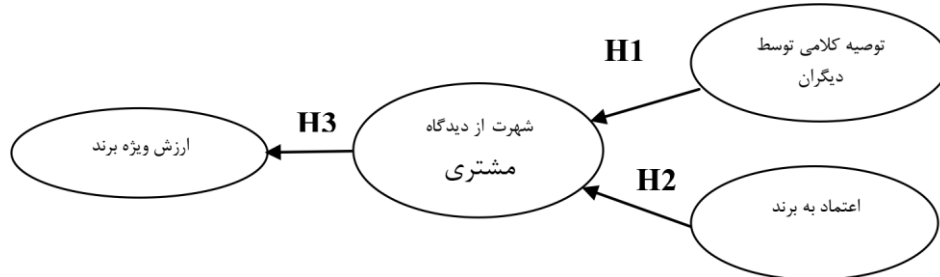 توصیه کلامی توسط
دیگران
H1
شهرت از دیدگاه
مشتری
H3
ارزش ویژه برند
H2
اعتماد به برند